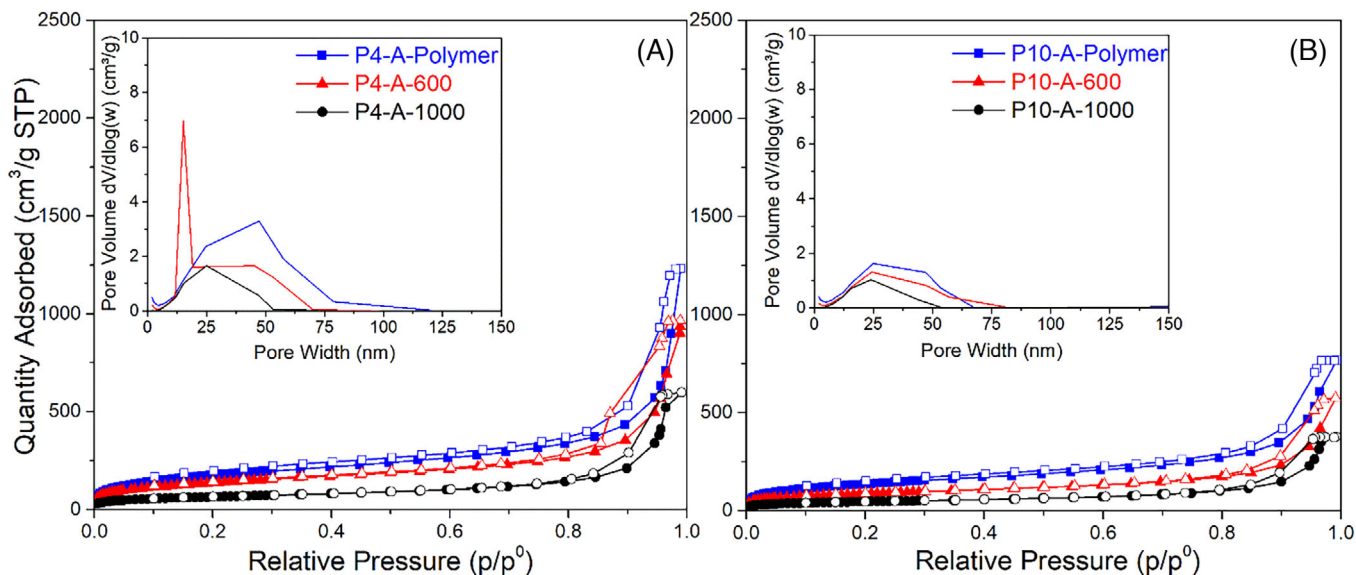 (A)
Quantity Adsorbed (cm³/g STP)
2500
2000
1500
1000
500
0
0.0 0.2 0.4 0.6 0.8 1.0
Relative Pressure (p/p⁰)
Pore Volume dV/dlog(w) (cm³/g)
10
8
6
4
2
0
0 25 50 75 100 125 150
Pore Width (nm)
P4-A-Polymer
P4-A-600
P4-A-1000
(B)
2500
2000
1500
1000
500
0
0.0 0.2 0.4 0.6 0.8 1.0
Relative Pressure (p/p⁰)
Pore Volume dV/dlog(w) (cm³/g)
10
8
6
4
2
0
0 25 50 75 100 125 150
Pore Width (nm)
P10-A-Polymer
P10-A-600
P10-A-1000